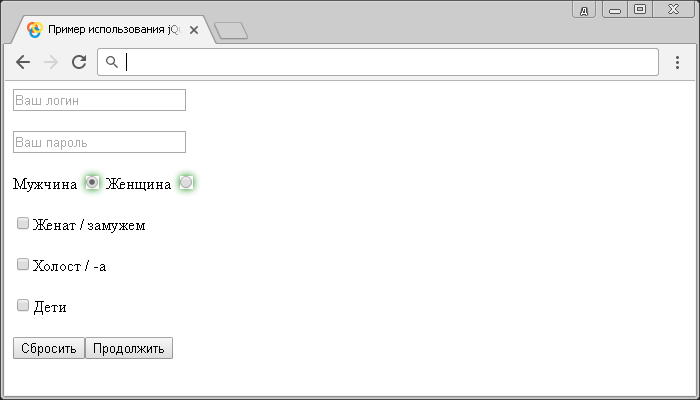 д
Пример использования jQ
Ваш логин
Ваш пароль
Мужчина Женщина
Женат / замужем
Холост / -а
Дети
Сбросить Продолжить